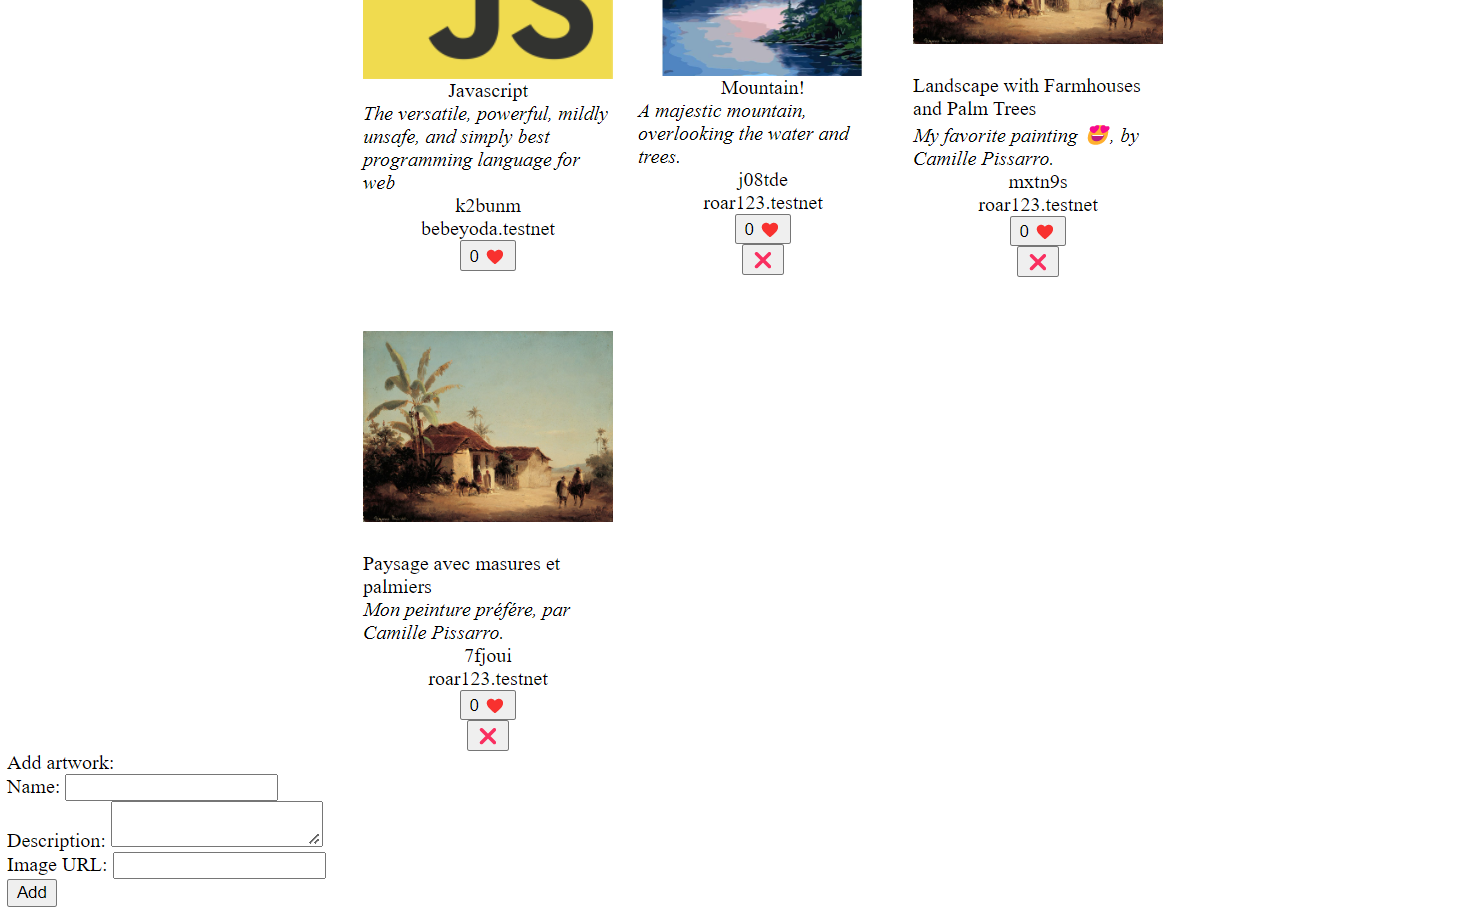 JS
Javascript
The versatile, powerful, mildly
unsafe, and simply best
programming language for
web
k2bunm
bebeyoda.testnet
0 ❤️
Mountain!
A majestic mountain,
overlooking the water and
trees.
j08tde
roar123.testnet
0 ❤️
❌
Landscape with Farmhouses
and Palm Trees
My favorite painting 😍, by
Camille Pissarro.
mxtn9s
roar123.testnet
0 ❤️
❌
Paysage avec masures et
palmiers
Mon peinture préfére, par
Camille Pissarro.
7fjoui
roar123.testnet
0 ❤️
❌
Add artwork:
Name:
Description:
Image URL:
Add